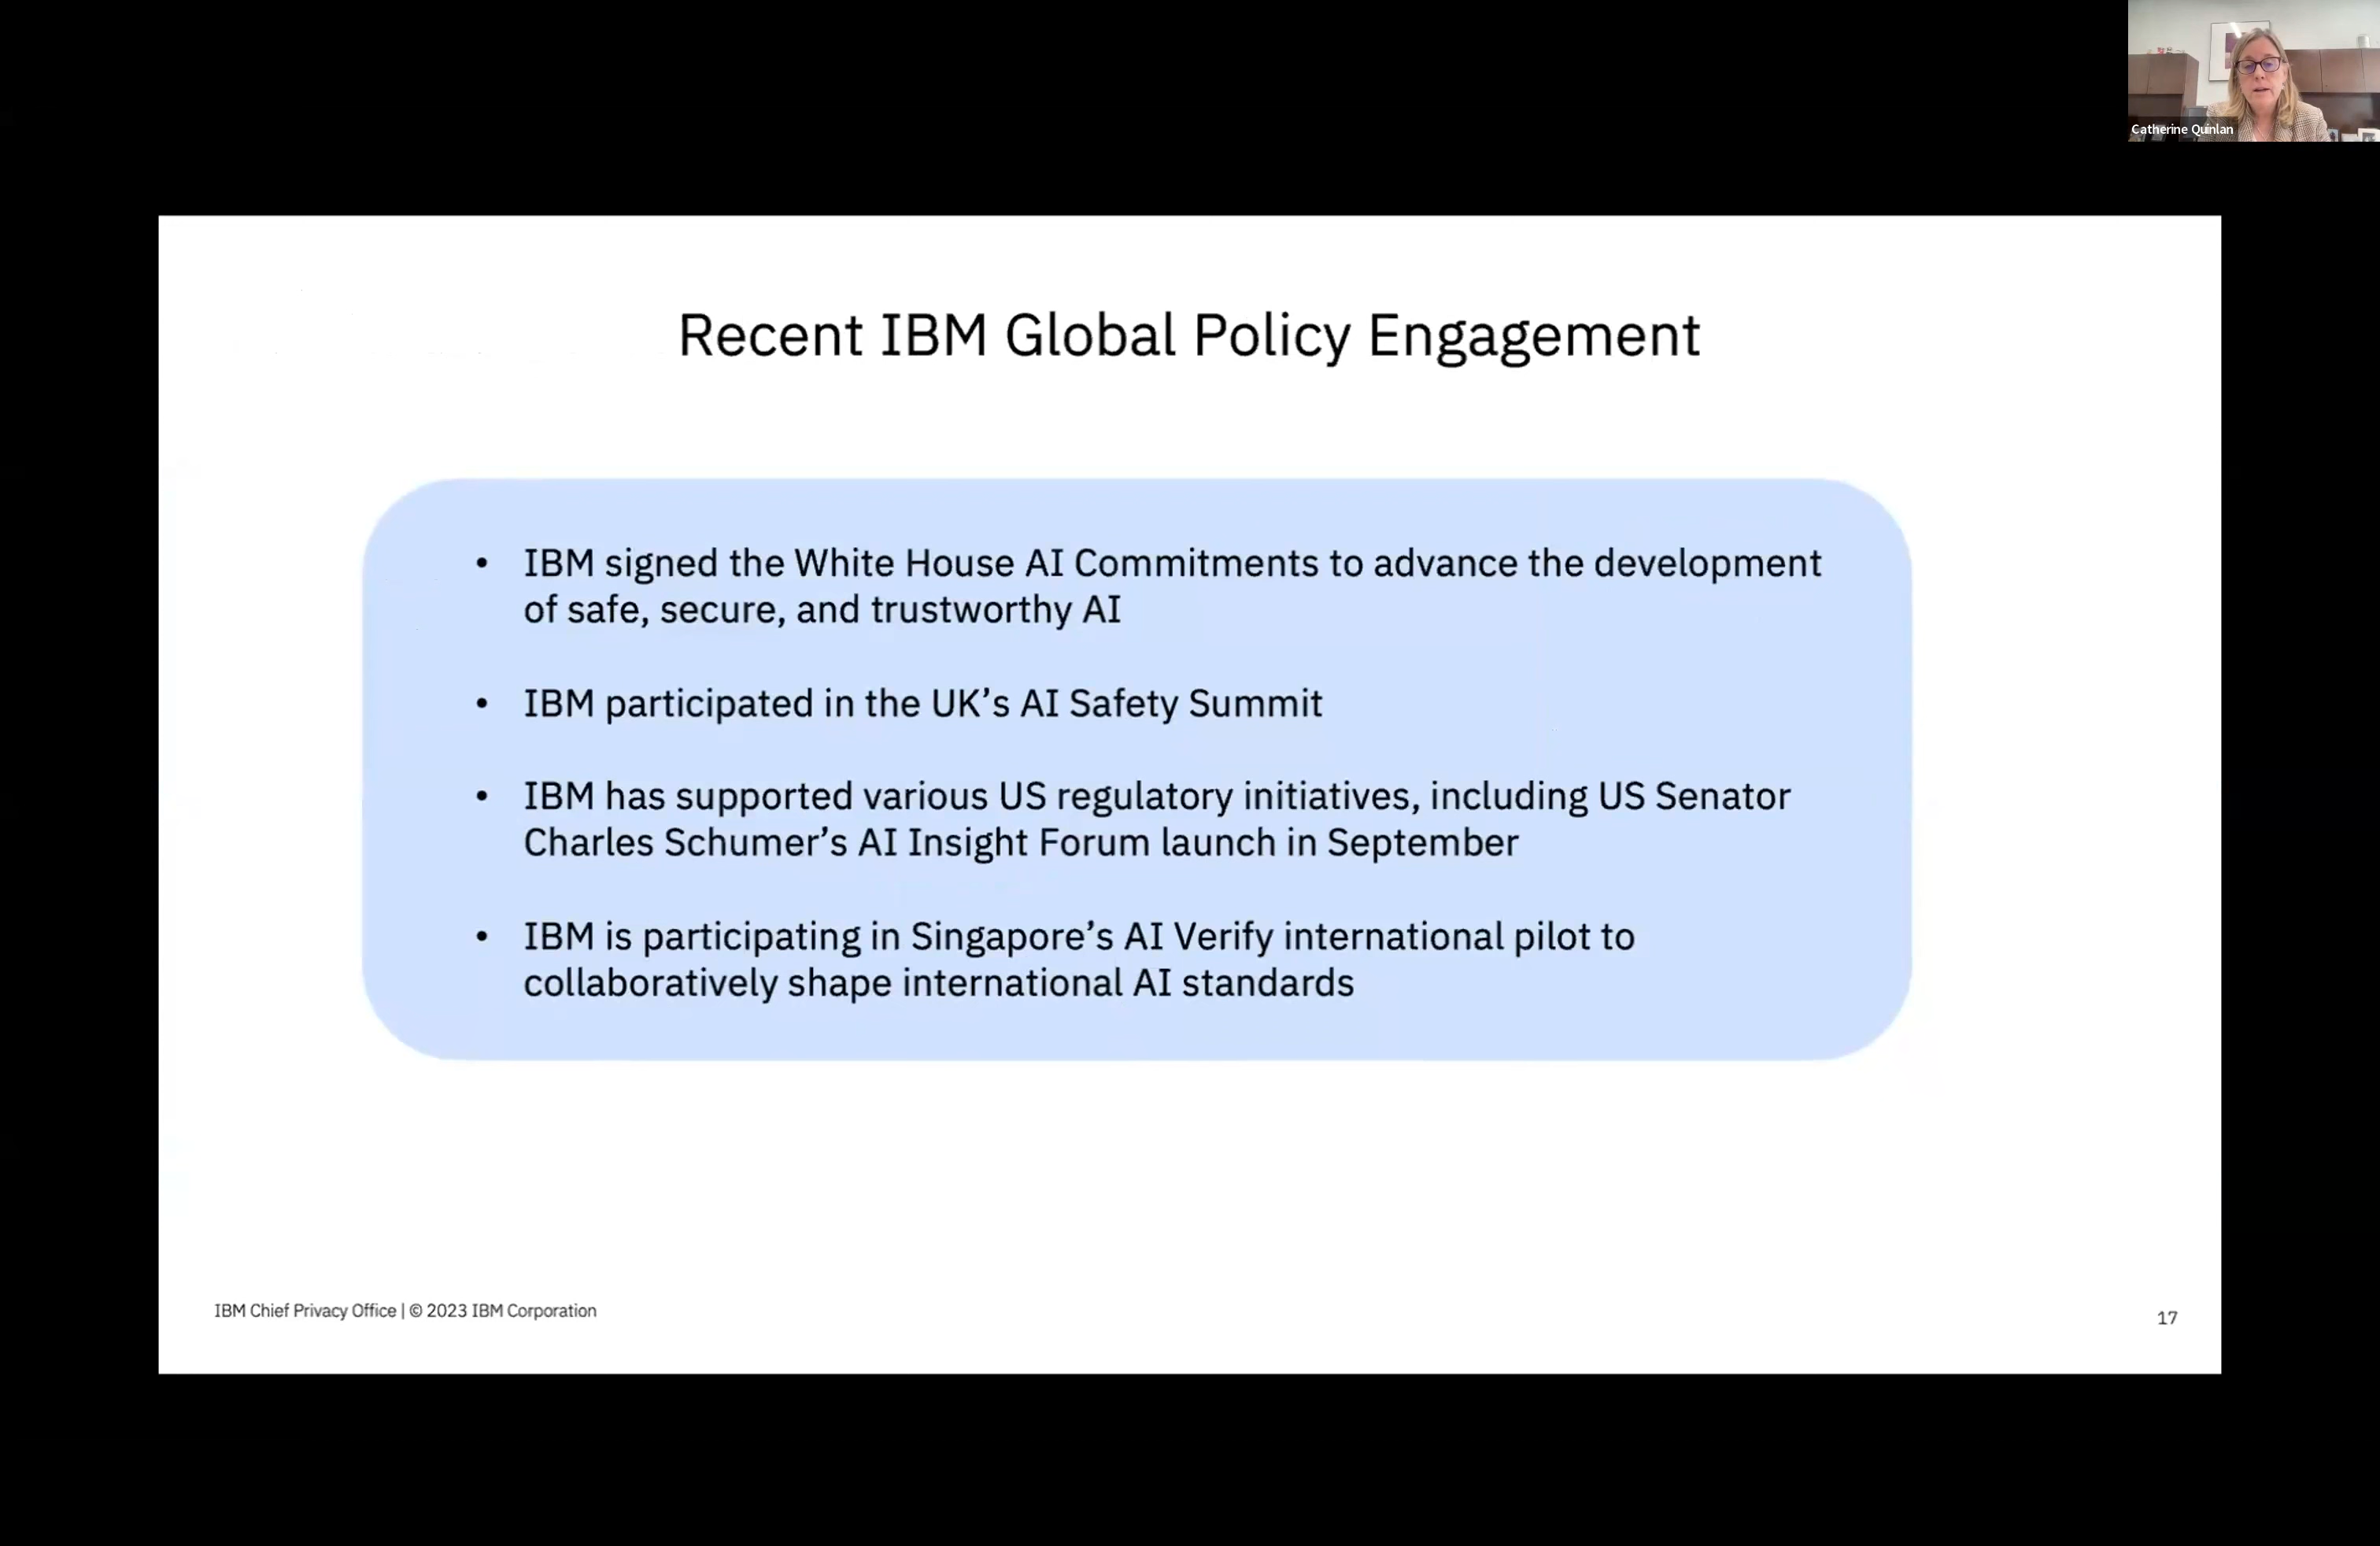 Catherine Quinlan
Recent IBM Global Policy Engagement
• IBM signed the White House AI Commitments to advance the development
of safe, secure, and trustworthy AI
• IBM participated in the UK’s AI Safety Summit
• IBM has supported various US regulatory initiatives, including US Senator
Charles Schumer’s AI Insight Forum launch in September
• IBM is participating in Singapore’s AI Verify international pilot to
collaboratively shape international AI standards
IBM Chief Privacy Office | © 2023 IBM Corporation
17